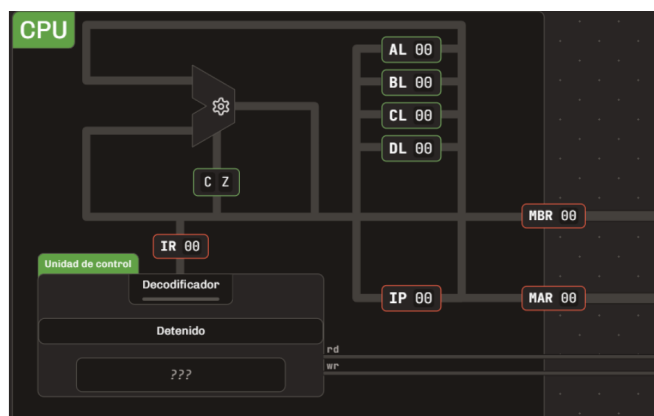 CPU
AL 00
BL 00
CL 00
DL 00
C Z
MBR 00
IR 00
Unidad de control
Decodificador
IP 00
MAR 00
Detenido
rd
wr
???